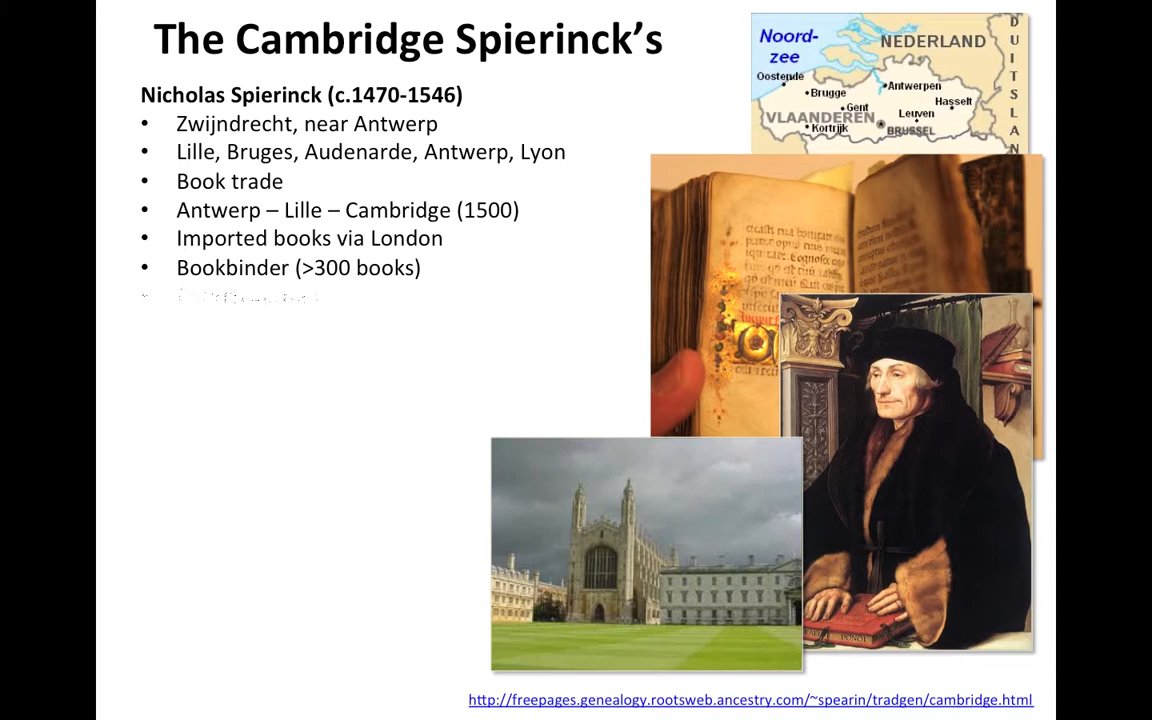 The Cambridge Spierinck’s
Nicholas Spierinck (c.1470-1546)
• Zwijndrecht, near Antwerp
• Lille, Bruges, Audenarde, Antwerp, Lyon
• Book trade
• Antwerp – Lille – Cambridge (1500)
• Imported books via London
• Bookbinder (>300 books)
Noord-
zee
NEDERLAND
DUITSLAN
Oostende
Brugge
Antwerpen
Gent
Hasselt
VLAANDEREN
Leuven
Kortrijk
BRUSSEL
http://freepages.genealogy.rootsweb.ancestry.com/~spearin/tradgen/cambridge.html